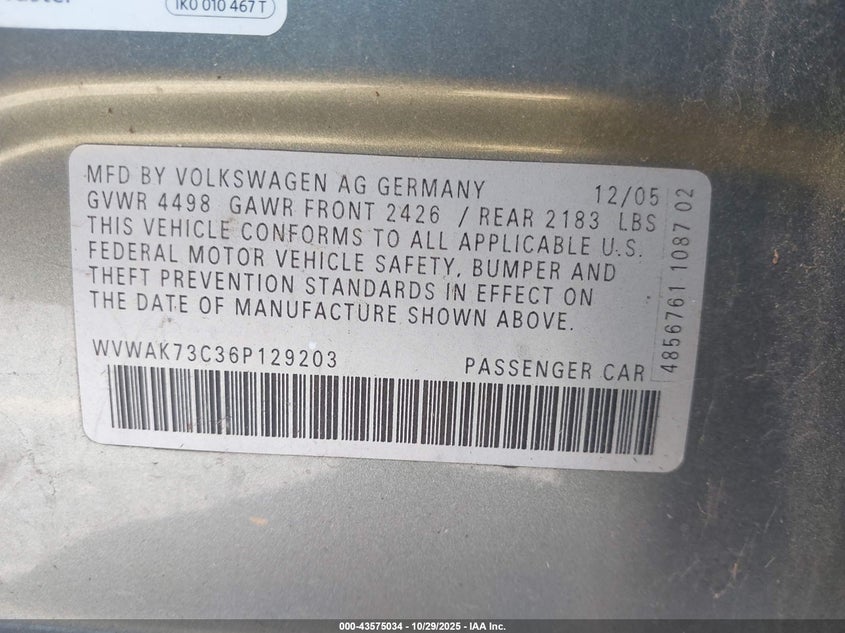 1K0 010 467 T
MFD BY VOLKSWAGEN AG GERMANY 12/05
GVWR 4498 GAWR FRONT 2426 / REAR 2183 LBS
THIS VEHICLE CONFORMS TO ALL APPLICABLE U.S.
FEDERAL MOTOR VEHICLE SAFETY, BUMPER AND
THEFT PREVENTION STANDARDS IN EFFECT ON
THE DATE OF MANUFACTURE SHOWN ABOVE.
WVWAK73C36P129203 PASSENGER CAR
4856761 1087 02
000-43575034 | 10/29/2025 - IAA Inc.